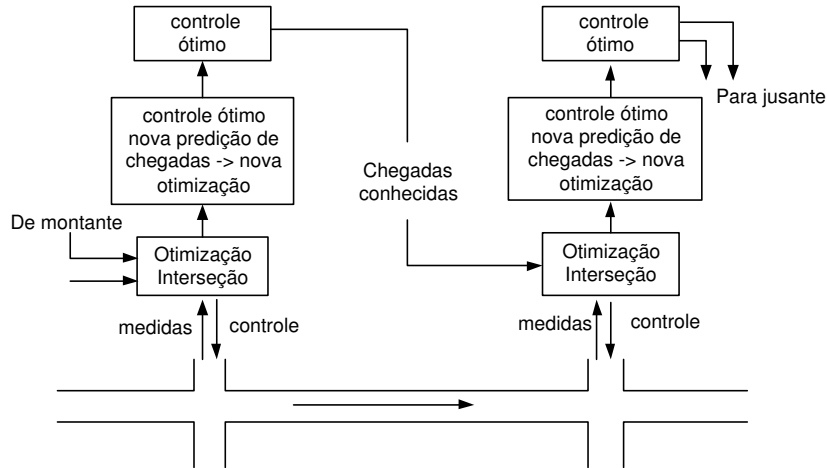 controle
ótimo
controle ótimo
nova predição de
chegadas -> nova
otimização
De montante
Otimização
Interseção
medidas
controle
Chegadas
conhecidas
controle
ótimo
Para jusante
controle ótimo
nova predição de
chegadas -> nova
otimização
Otimização
Interseção
medidas
controle